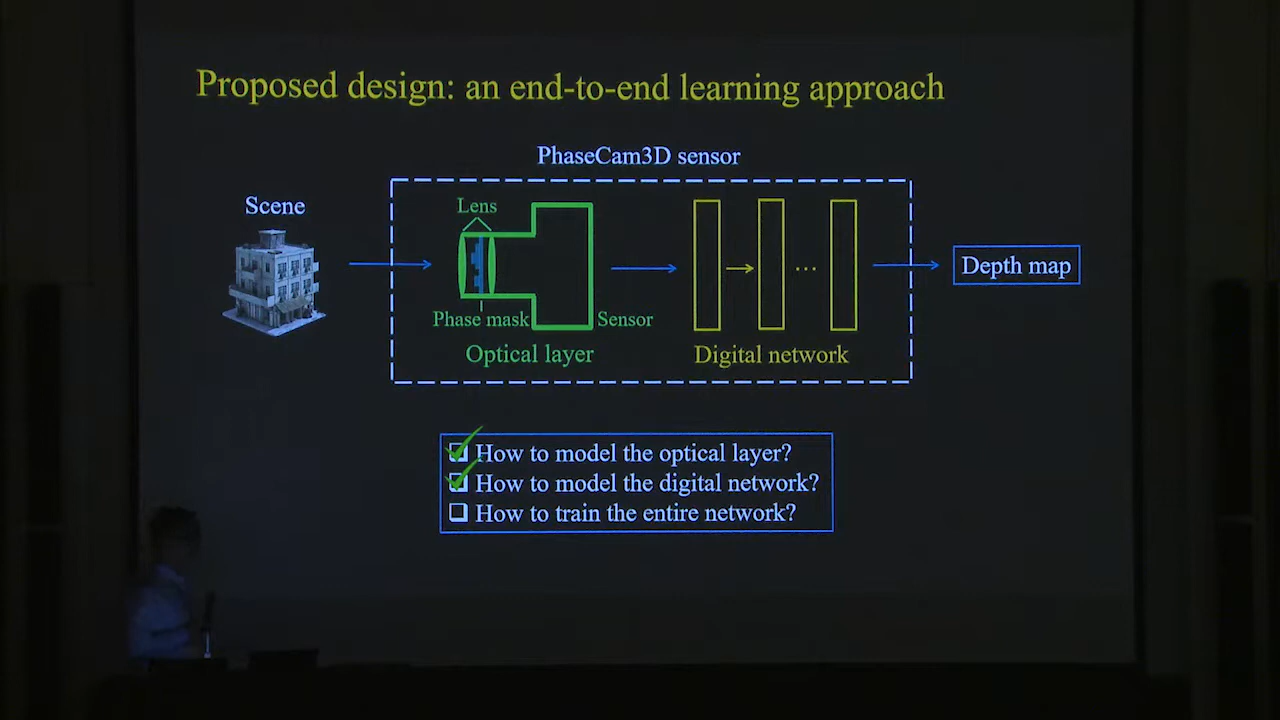 Proposed design: an end-to-end learning approach
PhaseCam3D sensor
Scene
Lens
Phase mask
Sensor
Optical layer
...
Digital network
Depth map
How to model the optical layer?
How to model the digital network?
How to train the entire network?